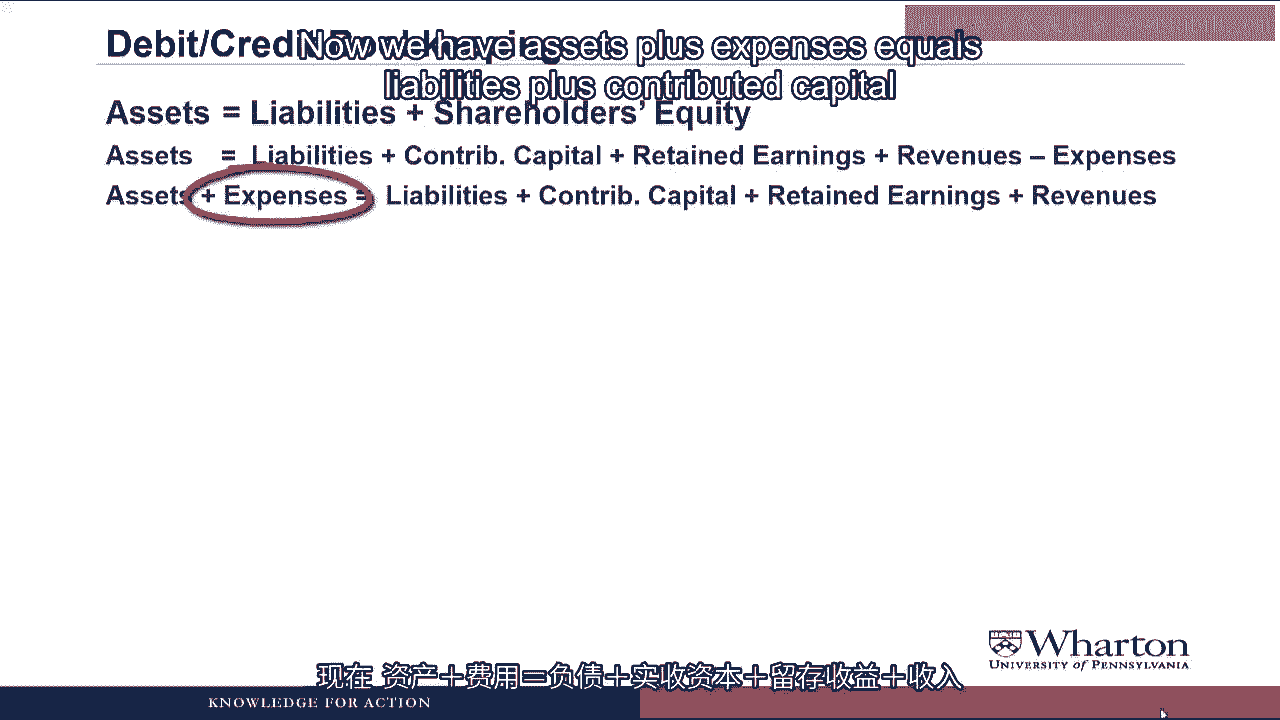 Debit/Credit Bookkeeping
Now we have assets plus expenses equals
liabilities plus contributed capital
Assets = Liabilities + Shareholders' Equity
Assets = Liabilities + Contrib. Capital + Retained Earnings + Revenues – Expenses
Assets + Expenses = Liabilities + Contrib. Capital + Retained Earnings + Revenues
Wharton
UNIVERSITY of PENNSYLVANIA
现在 资产＋费用＝负债＋实收资本＋留存收益＋收入
KNOWLEDGE FOR ACTION